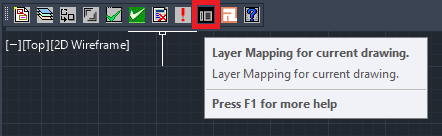 [−][Top][2D Wireframe]
Layer Mapping for current drawing.
Layer Mapping for current drawing.
Press F1 for more help